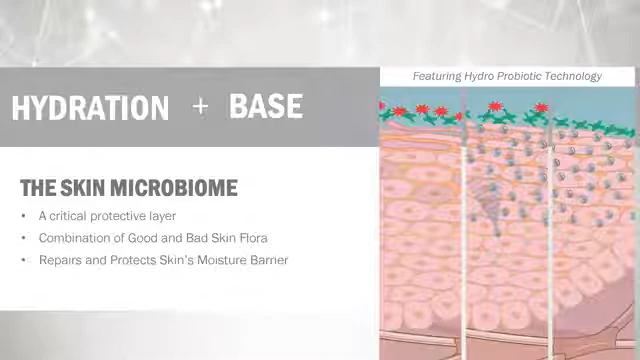 Featuring Hydro Probiotic Technology
HYDRATION + BASE
THE SKIN MICROBIOME
• A critical protective layer
• Combination of Good and Bad Skin Flora
• Repairs and Protects Skin's Moisture Barrier